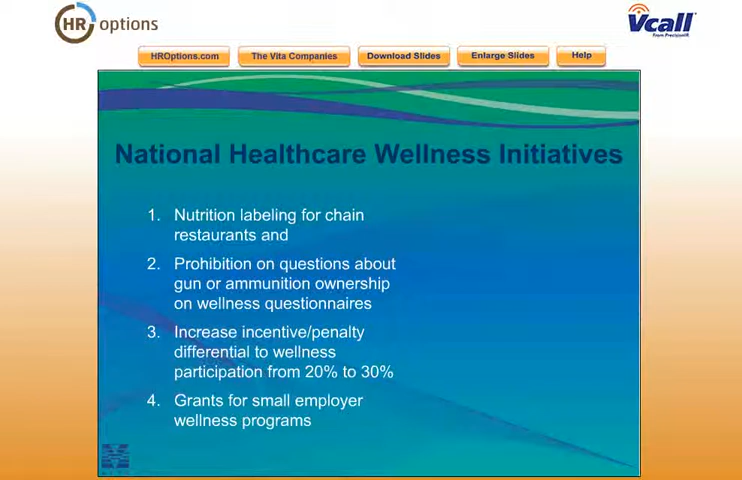 HR options
Vcall
From Precision IR
HROptions.com
The Vita Companies
Download Slides
Enlarge Slides
Help
National Healthcare Wellness Initiatives
1. Nutrition labeling for chain
restaurants and
2. Prohibition on questions about
gun or ammunition ownership
on wellness questionnaires
3. Increase incentive/penalty
differential to wellness
participation from 20% to 30%
4. Grants for small employer
wellness programs